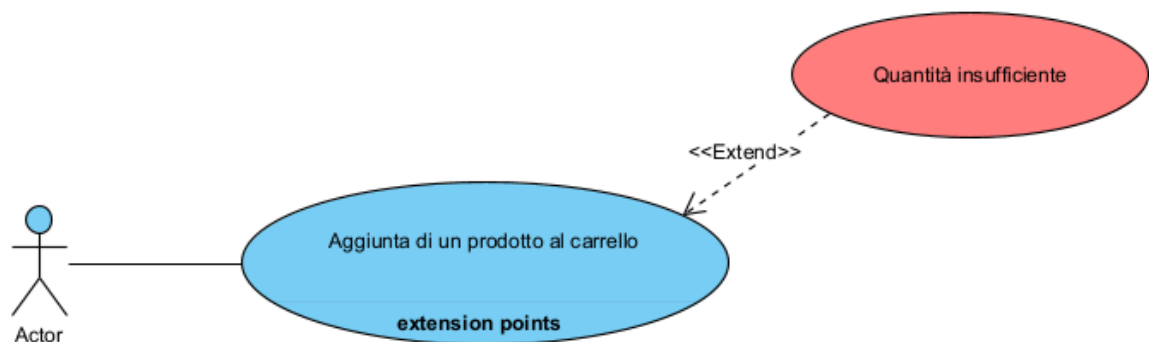 Quantità insufficiente
<<Extend>>
Aggiunta di un prodotto al carrello
extension points
Actor